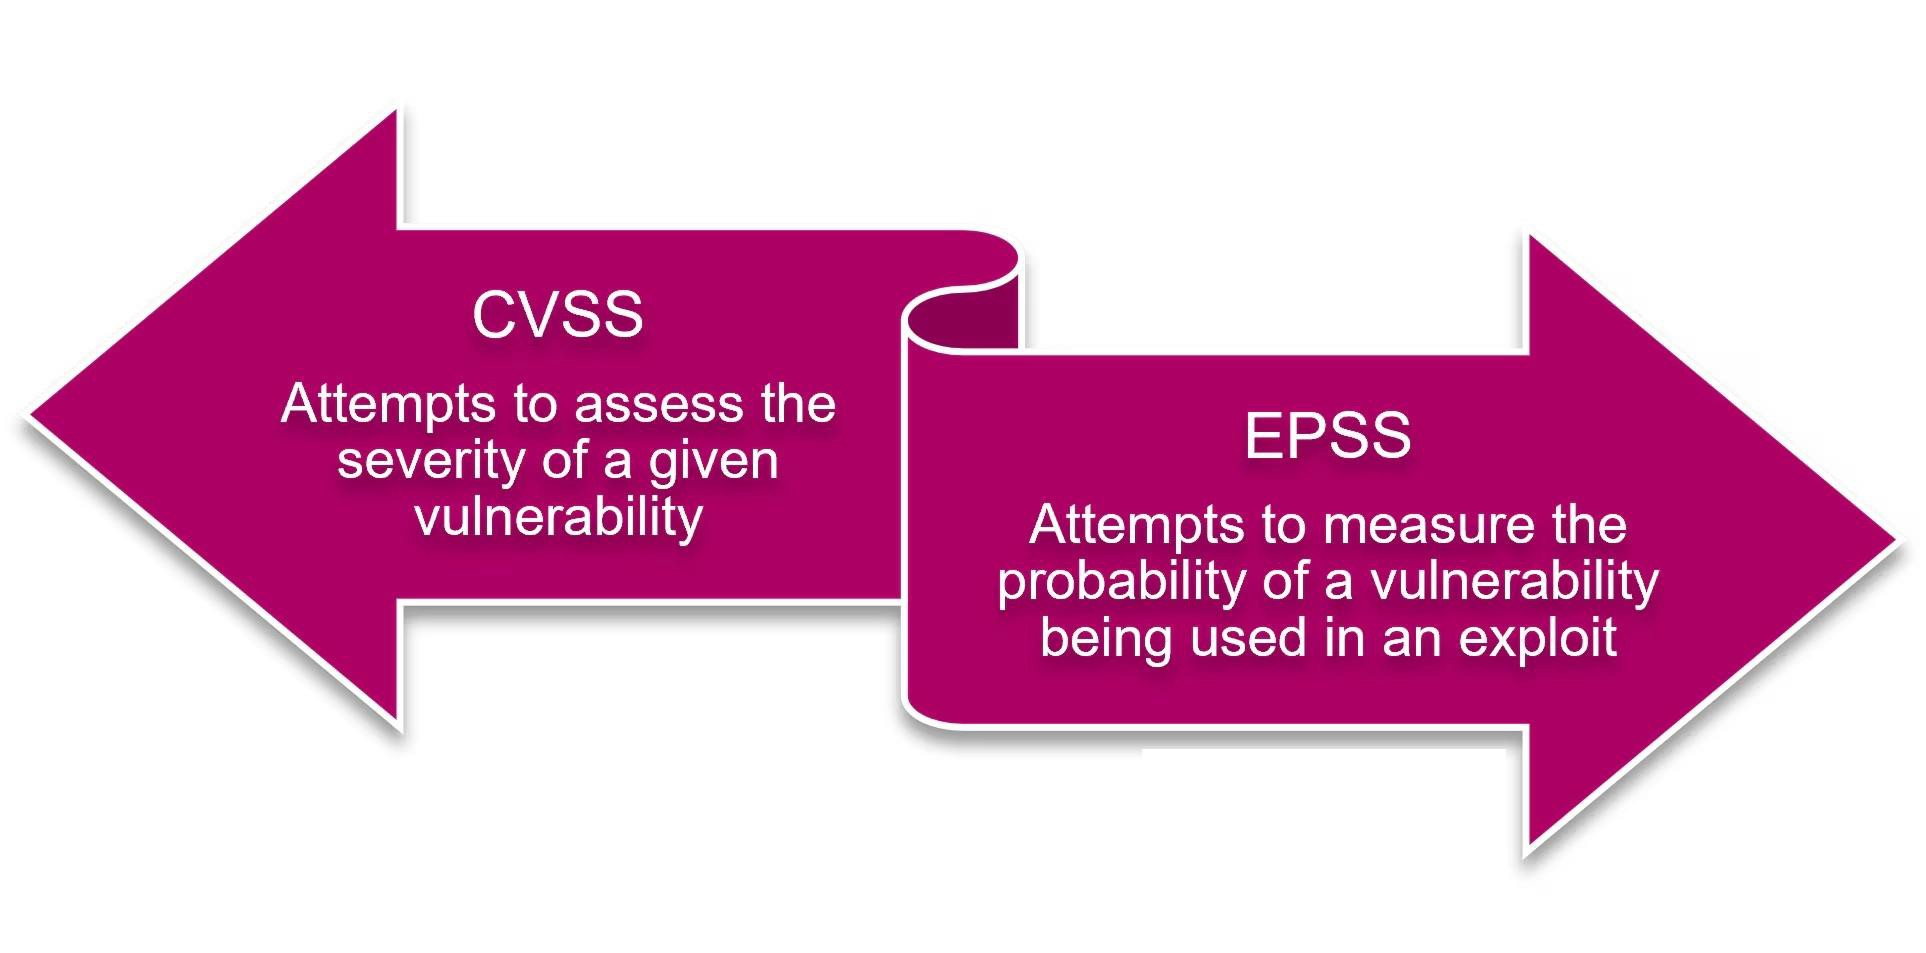 CVSS
Attempts to assess the
severity of a given
vulnerability
EPSS
Attempts to measure the
probability of a vulnerability
being used in an exploit